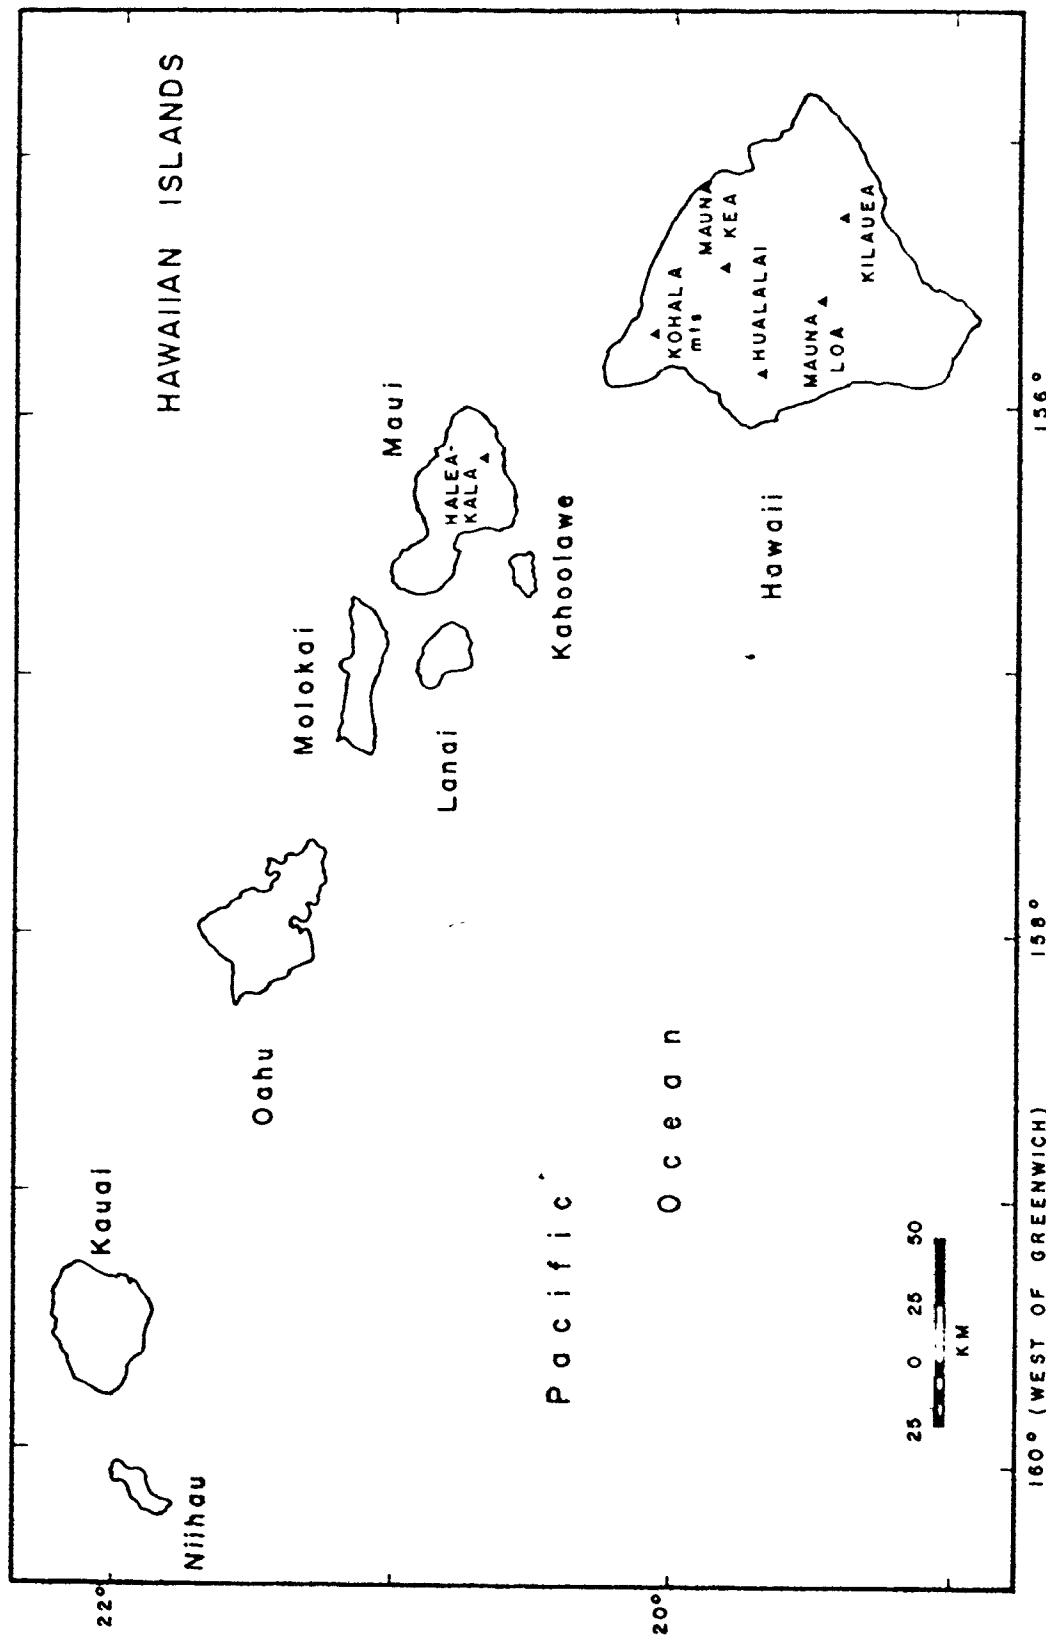 HAWAIIAN ISLANDS
Kauai
Niihau
Oahu
Molokai
Maui
Lanai
HALEA-
KALA
Kahoolawe
Hawaii
KOHALA
mts
MAUNA
KEA
HUALALAI
MAUNA
LOA
KILAUEA
Pacific
Ocean
25 0 25 50
KM
22°
20°
160° (WEST OF GREENWICH)
158°
156°